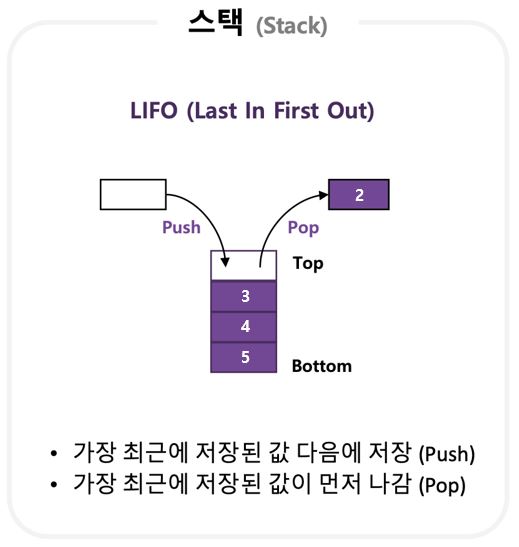 스택 (Stack)
LIFO (Last In First Out)
2
Push
Pop
Top
3
4
5
Bottom
• 가장 최근에 저장된 값 다음에 저장 (Push)
• 가장 최근에 저장된 값이 먼저 나감 (Pop)